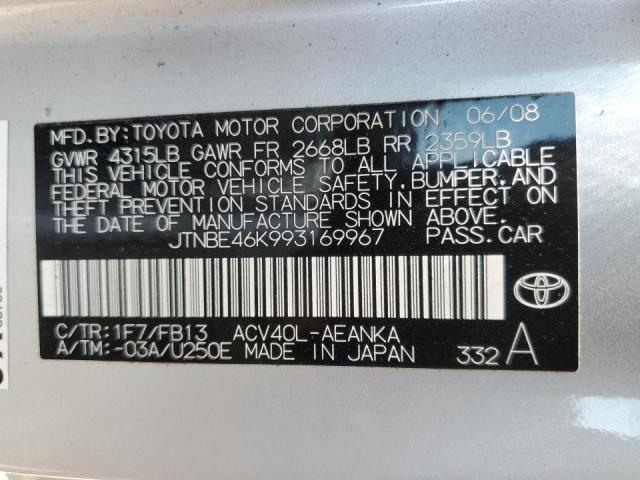 MFD. BY: TOYOTA MOTOR CORPORATION 06/08
GVWR 4315LB GAWR FR 2668LB RR 2359LB
THIS VEHICLE CONFORMS TO ALL APPLICABLE
FEDERAL MOTOR VEHICLE SAFETY, BUMPER, AND
THEFT PREVENTION STANDARDS IN EFFECT ON
THE DATE OF MANUFACTURE SHOWN ABOVE.
JTNBE46K993169967 PASS. CAR
C/TR: 1F7/FB13 ACV40L-AEANKA
A/TM: -03A/U250E MADE IN JAPAN 332 A